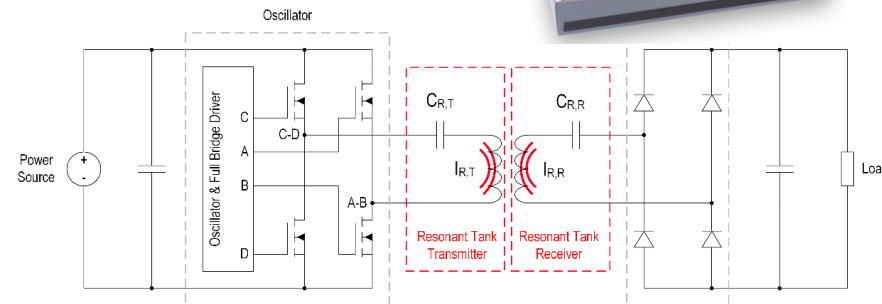 Oscillator
Power
Source
+
-
Oscillator & Full Bridge Driver
C
A
B
D
C-D
A-B
C_R,T
I_R,T
Resonant Tank
Transmitter
C_R,R
I_R,R
Resonant Tank
Receiver
Loa